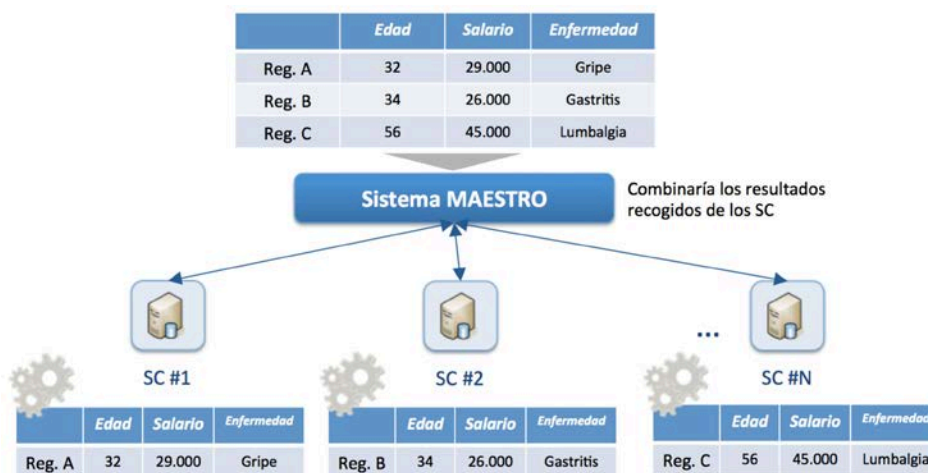 Edad Salario Enfermedad
Reg. A 32 29.000 Gripe
Reg. B 34 26.000 Gastritis
Reg. C 56 45.000 Lumbalgia
Sistema MAESTRO
Combinaría los resultados
recogidos de los SC
...
SC #1
SC #2
SC #N
Edad Salario Enfermedad
Reg. A 32 29.000 Gripe
Edad Salario Enfermedad
Reg. B 34 26.000 Gastritis
Edad Salario Enfermedad
Reg. C 56 45.000 Lumbalgia